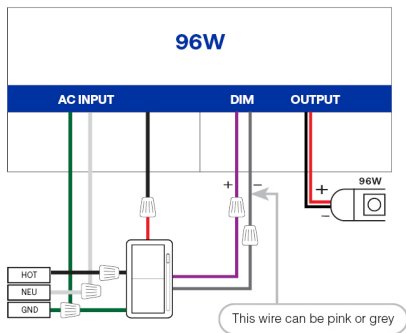 96W
AC INPUT DIM OUTPUT
+ −
96W
+
−
HOT
NEU
GND
This wire can be pink or grey